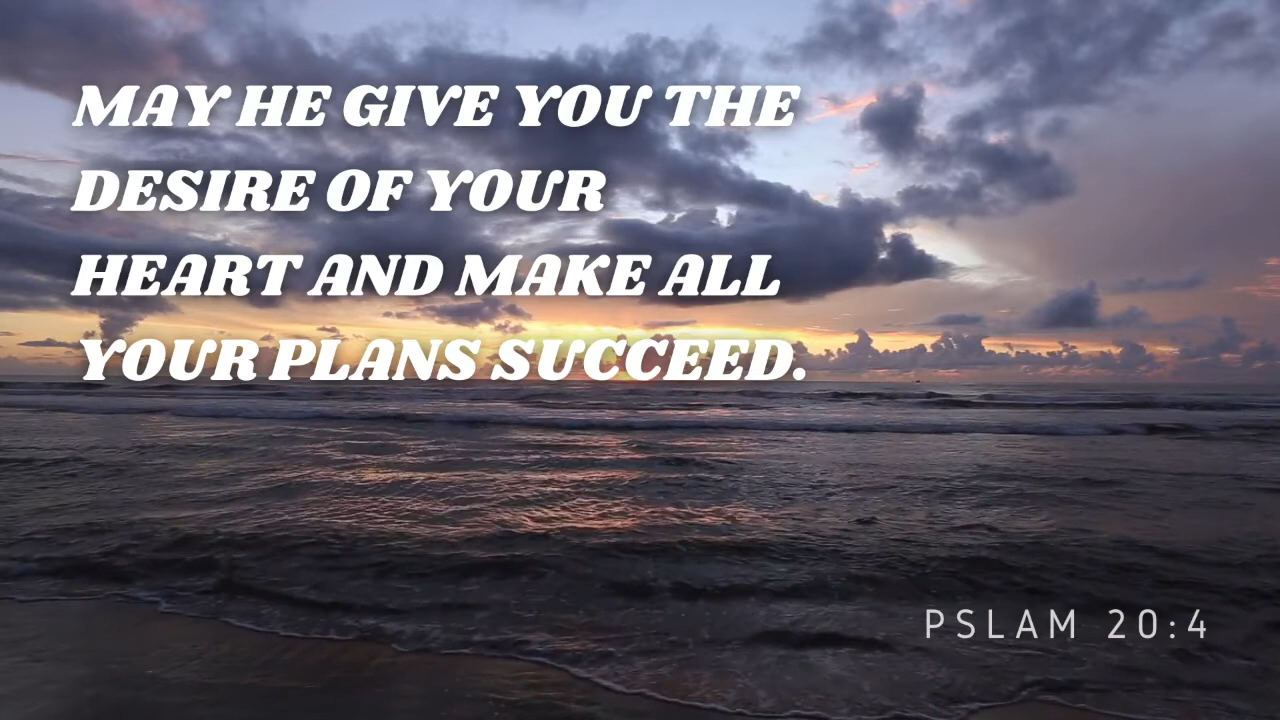 MAY HE GIVE YOU THE
DESIRE OF YOUR
HEART AND MAKE ALL
YOUR PLANS SUCCEED.
PSLAM 20:4